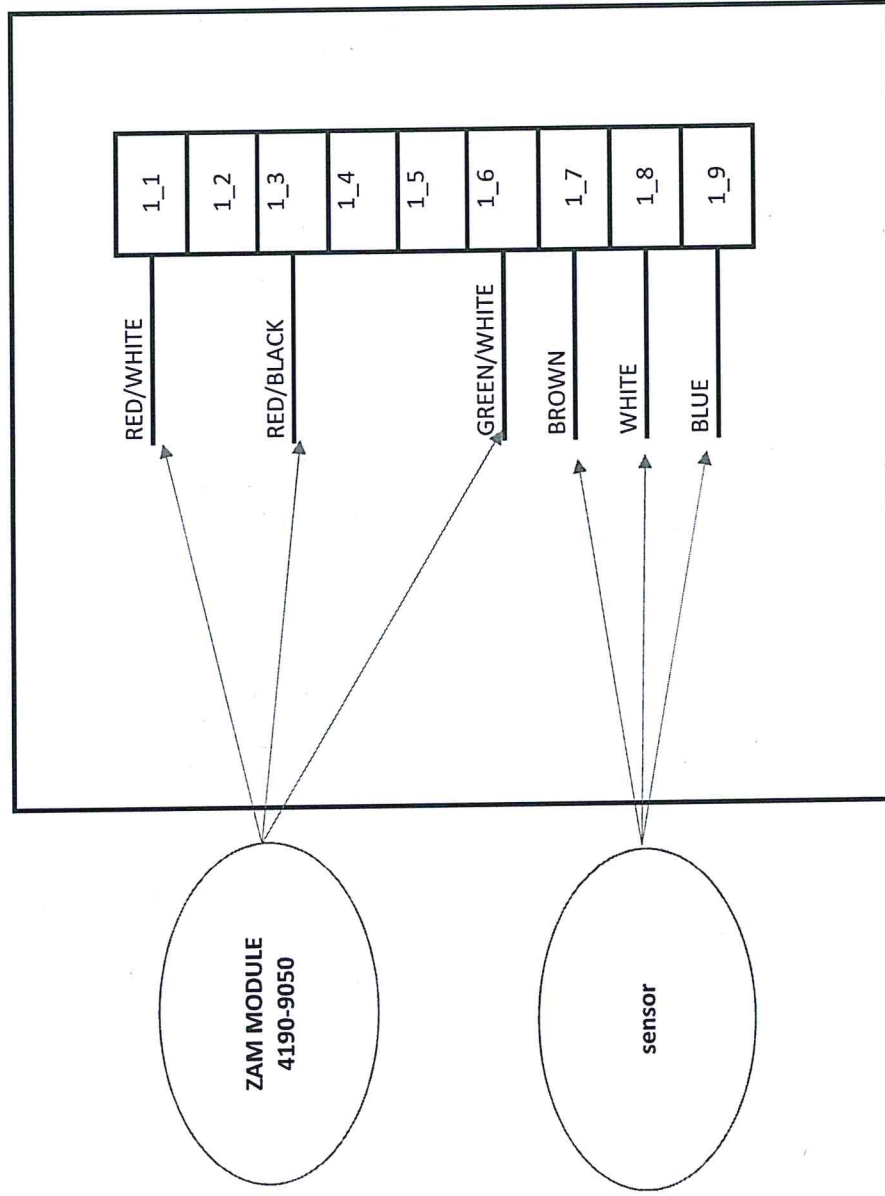 ZAM MODULE
4190-9050
sensor
RED/WHITE
RED/BLACK
GREEN/WHITE
BROWN
WHITE
BLUE
1_1
1_2
1_3
1_4
1_5
1_6
1_7
1_8
1_9